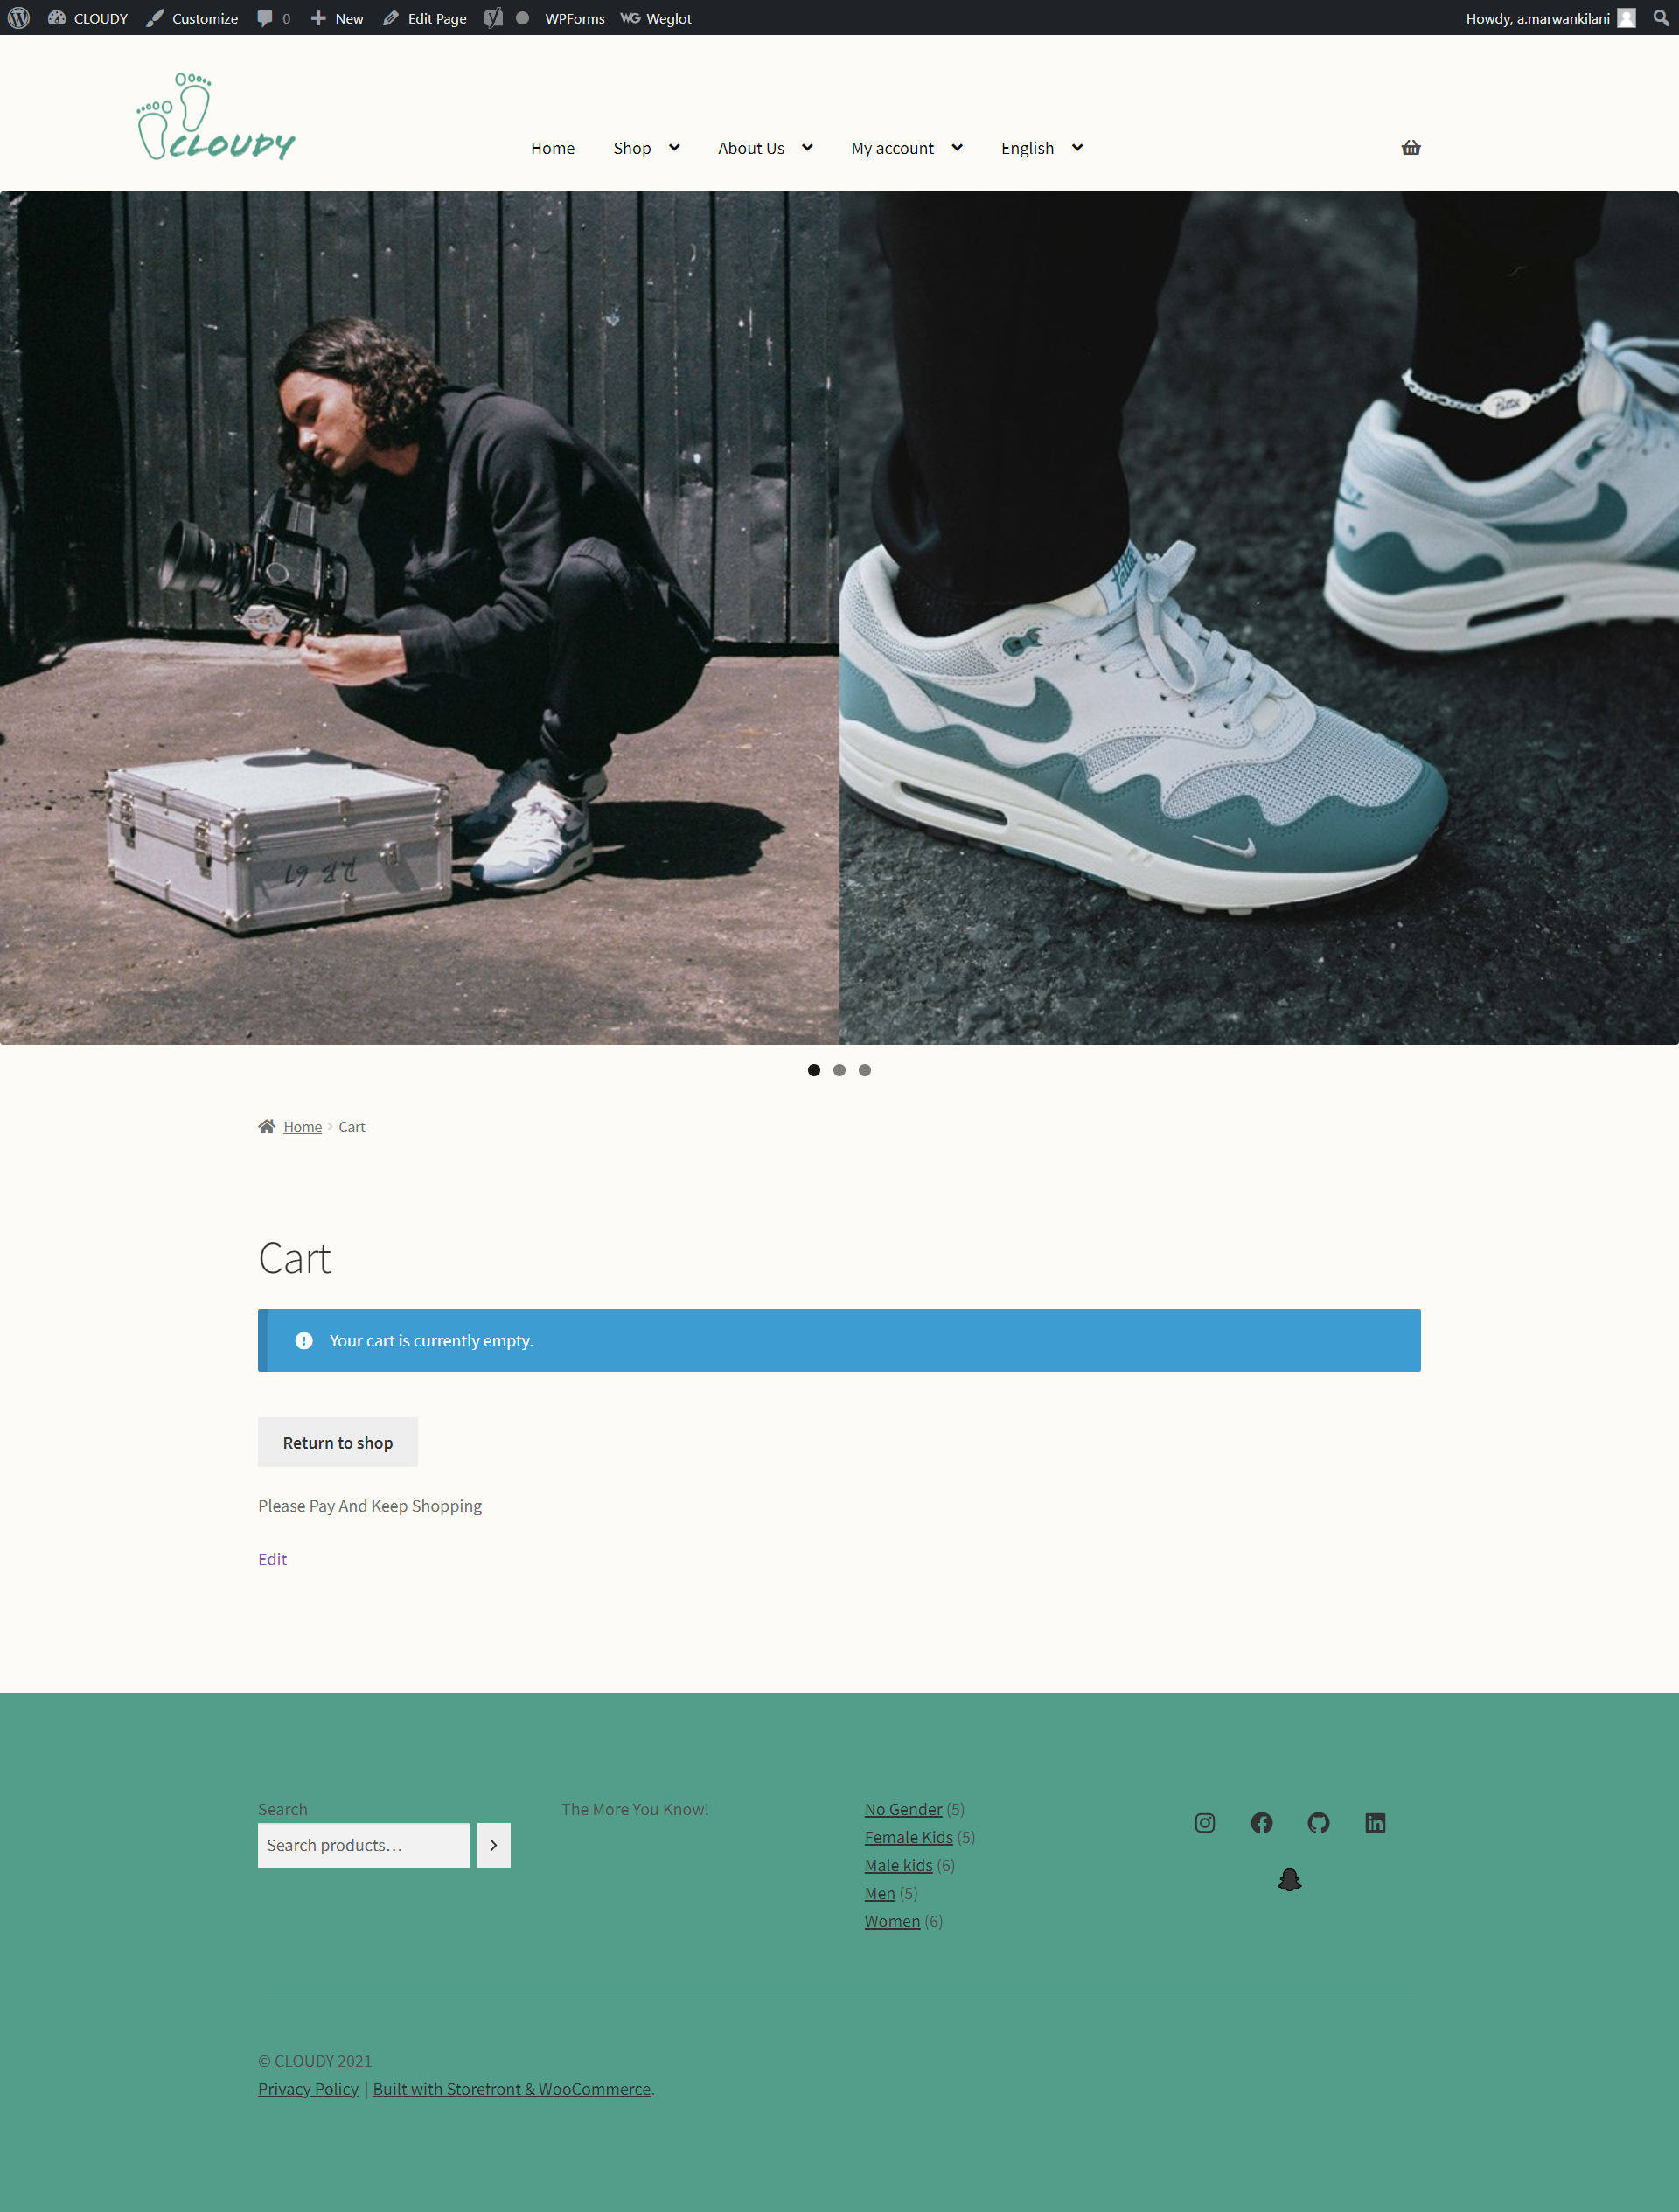 CLOUDY Customize 0 New Edit Page WPForms WG Weglot Howdy, a.marwankilani
CLOUDY
Home Shop About Us My account English
Patta
Patta
Home > Cart
Cart
Your cart is currently empty.
Return to shop
Please Pay And Keep Shopping
Edit
Search
Search products…
The More You Know!
No Gender (5)
Female Kids (5)
Male kids (6)
Men (5)
Women (6)
© CLOUDY 2021
Privacy Policy | Built with Storefront & WooCommerce.